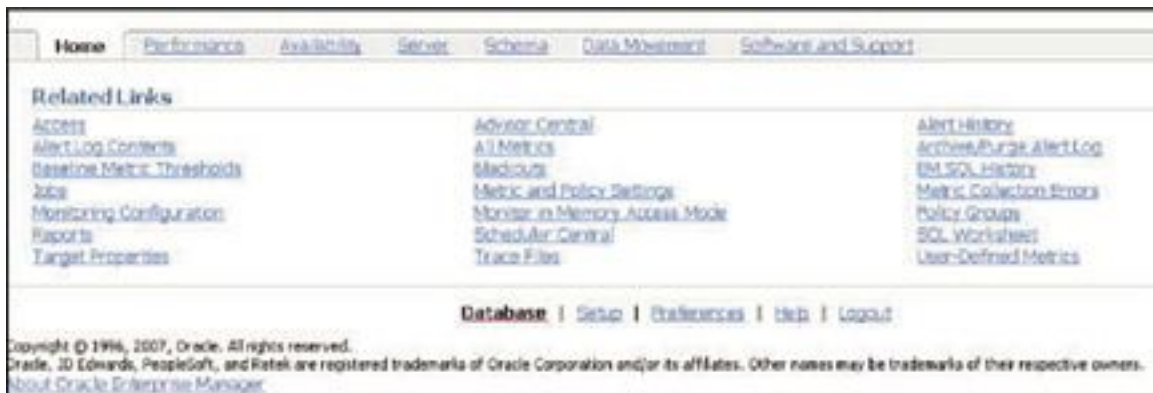 Home Performance Availability Server Schema Data Movement Software and Support
Related Links
Access Advisor Central Alert History
Alert Log Contents All Metrics Archive/Purge Alert Log
Baseline Metric Thresholds Blackouts EM SQL History
Jobs Metric and Policy Settings Metric Collection Errors
Monitoring Configuration Monitor in Memory Access Mode Policy Groups
Reports Scheduler Central SQL Worksheet
Target Properties Trace Files User-Defined Metrics
Database | Setup | Preferences | Help | Logout
Copyright © 1996, 2007, Oracle. All rights reserved.
Oracle, JD Edwards, PeopleSoft, and Retek are registered trademarks of Oracle Corporation and/or its affiliates. Other names may be trademarks of their respective owners.
About Oracle Enterprise Manager